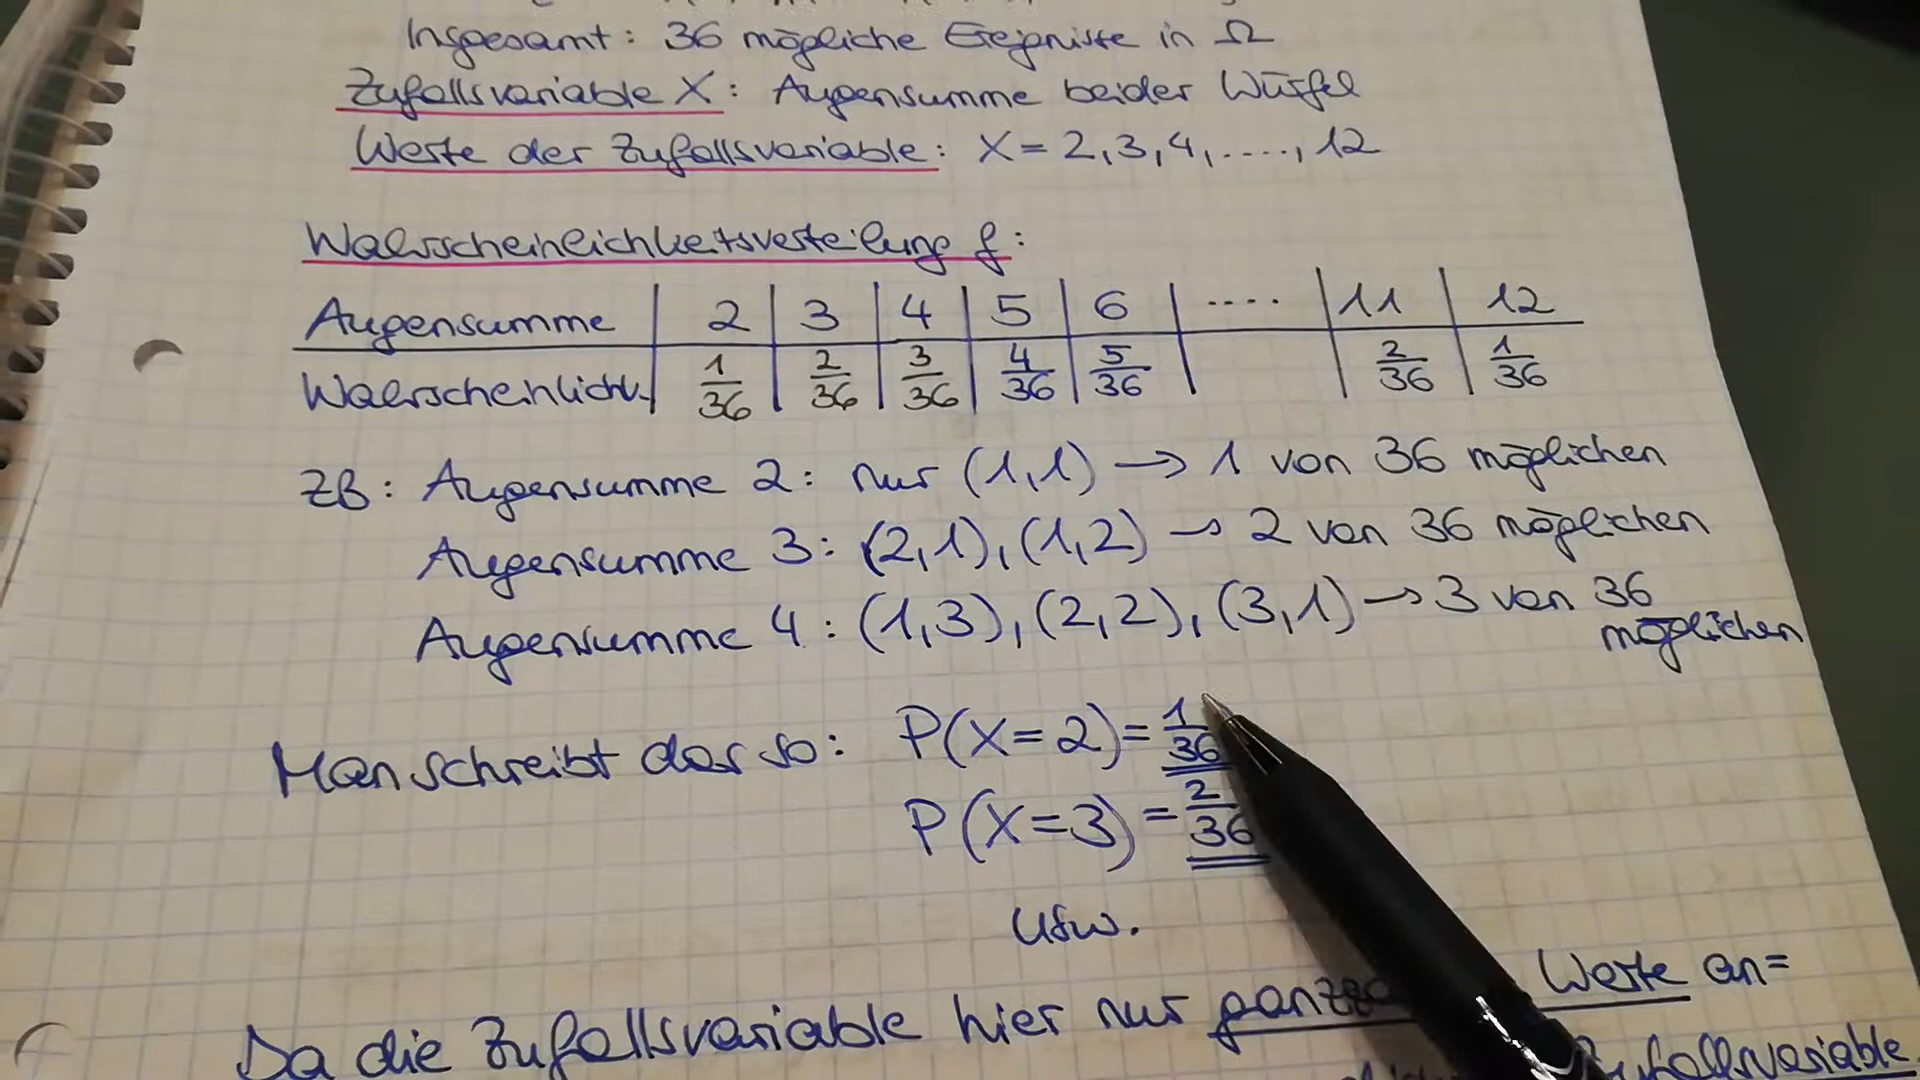 Insgesamt: 36 mögliche Ereignisse in Ω
Zufallsvariable X: Augensumme beider Würfel
Werte der Zufallsvariable: X = 2, 3, 4, ....., 12
Wahrscheinlichkeitsverteilung f:
Augensumme | 2 | 3 | 4 | 5 | 6 | ..... | 11 | 12
Wahrscheinlichk. | 1/36 | 2/36 | 3/36 | 4/36 | 5/36 | | 2/36 | 1/36
ZB: Augensumme 2: nur (1,1) → 1 von 36 möglichen
Augensumme 3: (2,1), (1,2) → 2 von 36 möglichen
Augensumme 4: (1,3), (2,2), (3,1) → 3 von 36
möglichen
Man schreibt das so: P(X=2) = 1/36
P(X=3) = 2/36
usw.
Da die Zufallsvariable hier nur Werte an=
Zufallsvariable